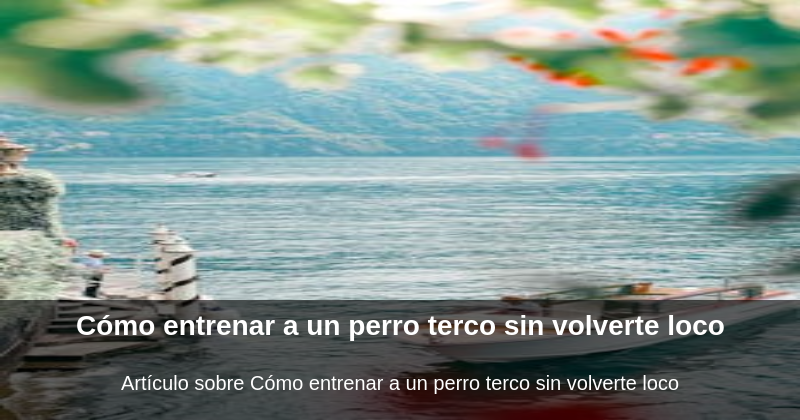 Cómo entrenar a un perro terco sin volverte loco
Artículo sobre Cómo entrenar a un perro terco sin volverte loco